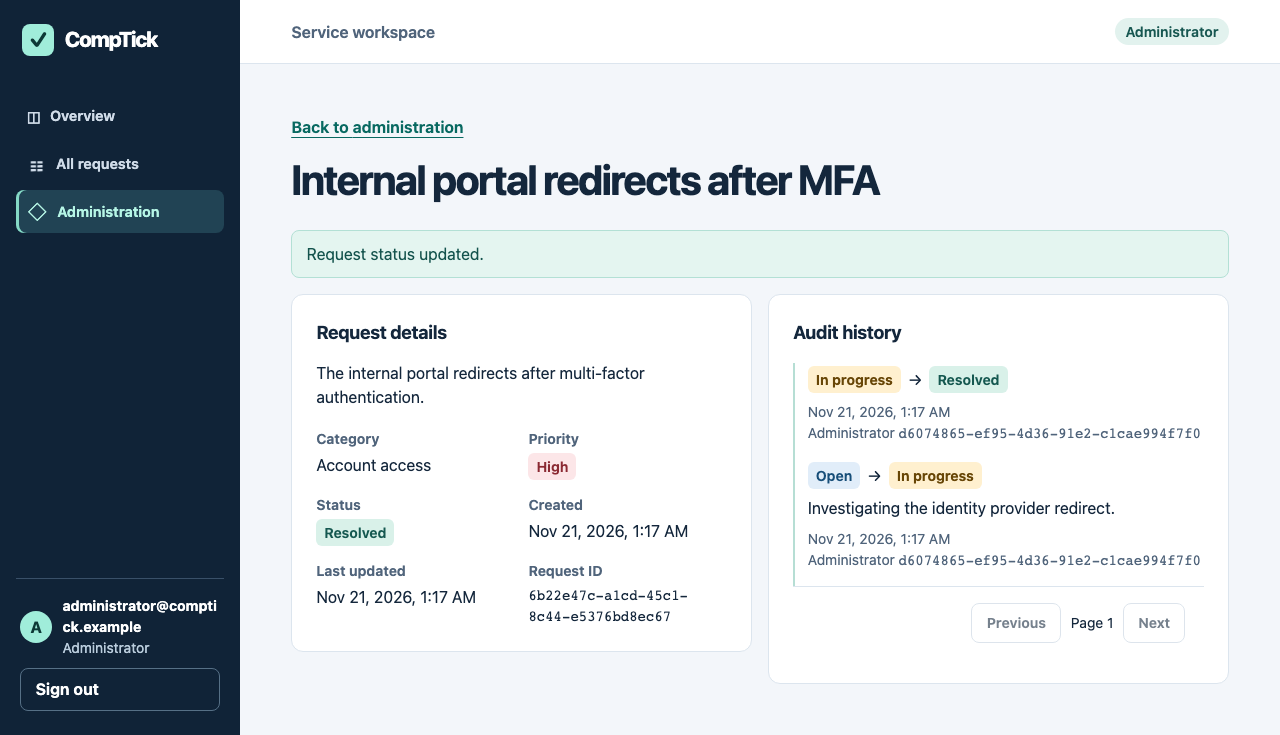 CompTick
Overview
All requests
Administration
administrator@compti
ck.example
Administrator
A
Sign out
Service workspace
Administrator
Back to administration
Internal portal redirects after MFA
Request status updated.
Request details
The internal portal redirects after multi-factor
authentication.
Category
Priority
Account access
High
Status
Created
Resolved
Nov 21, 2026, 1:17 AM
Last updated
Request ID
Nov 21, 2026, 1:17 AM
6b22e47c-a1cd-45c1-
8c44-e5376bd8ec67
Audit history
In progress → Resolved
Nov 21, 2026, 1:17 AM
Administrator d6074865-ef95-4d36-91e2-c1cae994f7f0
Open → In progress
Investigating the identity provider redirect.
Nov 21, 2026, 1:17 AM
Administrator d6074865-ef95-4d36-91e2-c1cae994f7f0
Previous Page 1 Next